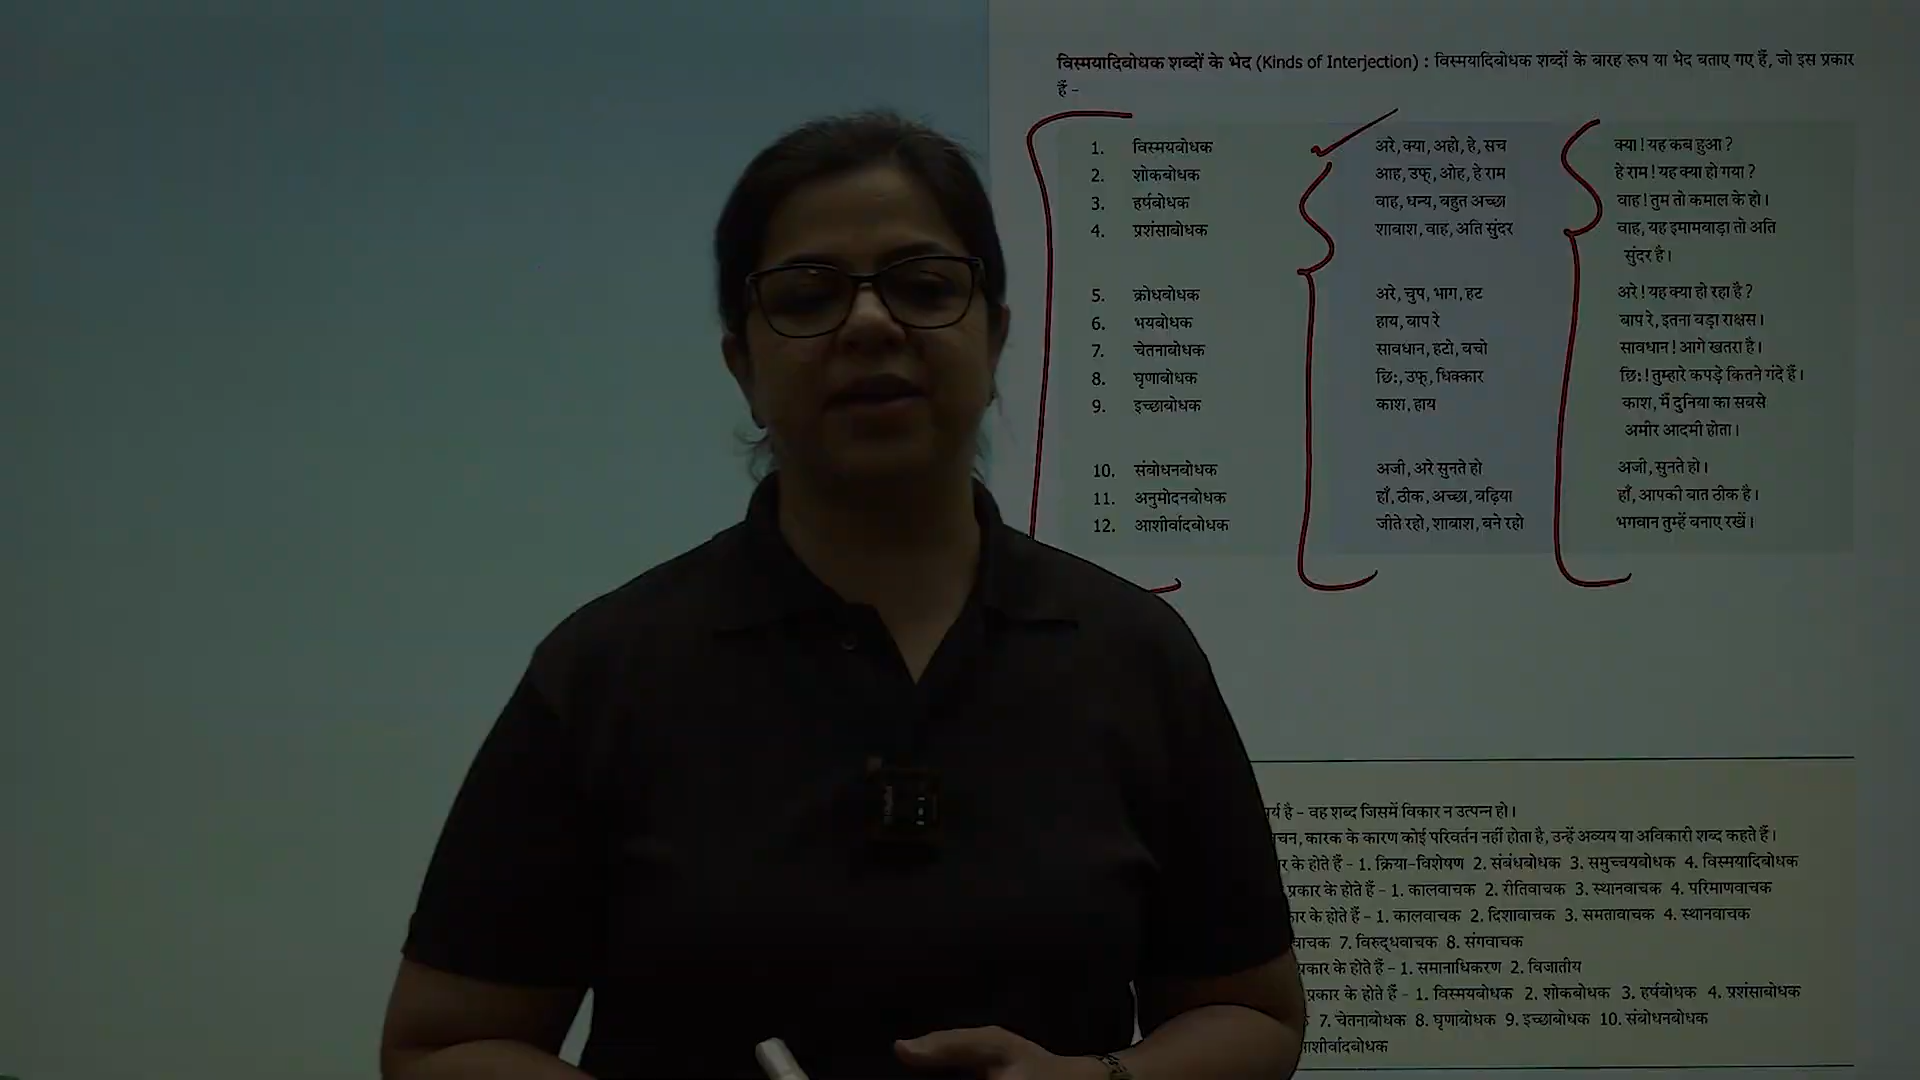 विस्मयादिबोधक शब्दों के भेद (Kinds of Interjection) : विस्मयादिबोधक शब्दों के बारह रूप या भेद बताए गए हैं, जो इस प्रकार
हैं -
1. विस्मयबोधक अरे, क्या, अहो, हे, सच क्या ! यह कब हुआ ?
2. शोकबोधक आह, उफ्, ओह, हे राम हे राम ! यह क्या हो गया ?
3. हर्षबोधक वाह, धन्य, बहुत अच्छा वाह ! तुम तो कमाल के हो।
4. प्रशंसाबोधक शाबाश, वाह, अति सुंदर वाह, यह इमामबाड़ा तो अति
सुंदर है।
5. क्रोधबोधक अरे, चुप, भाग, हट अरे ! यह क्या हो रहा है ?
6. भयबोधक हाय, बाप रे बाप रे, इतना बड़ा राक्षस।
7. चेतनाबोधक सावधान, हटो, बचो सावधान ! आगे खतरा है।
8. घृणाबोधक छिः, उफ्, धिक्कार छिः ! तुम्हारे कपड़े कितने गंदे हैं।
9. इच्छाबोधक काश, हाय काश, मैं दुनिया का सबसे
अमीर आदमी होता।
10. संबोधनबोधक अजी, अरे सुनते हो अजी, सुनते हो।
11. अनुमोदनबोधक हाँ, ठीक, अच्छा, बढ़िया हाँ, आपकी बात ठीक है।
12. आशीर्वादबोधक जीते रहो, शाबाश, बने रहो भगवान तुम्हें बनाए रखें।
है - वह शब्द जिसमें विकार न उत्पन्न हो।
कारक के कारण कोई परिवर्तन नहीं होता है, उन्हें अव्यय या अविकारी शब्द कहते हैं।
के होते हैं - 1. क्रिया-विशेषण 2. संबंधबोधक 3. समुच्चयबोधक 4. विस्मयादिबोधक
प्रकार के होते हैं - 1. कालवाचक 2. रीतिवाचक 3. स्थानवाचक 4. परिमाणवाचक
के होते हैं - 1. कालवाचक 2. दिशावाचक 3. समतावाचक 4. स्थानवाचक
वाचक 7. विरुद्धवाचक 8. संगवाचक
के होते हैं - 1. समानाधिकरण 2. विजातीय
प्रकार के होते हैं - 1. विस्मयबोधक 2. शोकबोधक 3. हर्षबोधक 4. प्रशंसाबोधक
7. चेतनाबोधक 8. घृणाबोधक 9. इच्छाबोधक 10. संबोधनबोधक